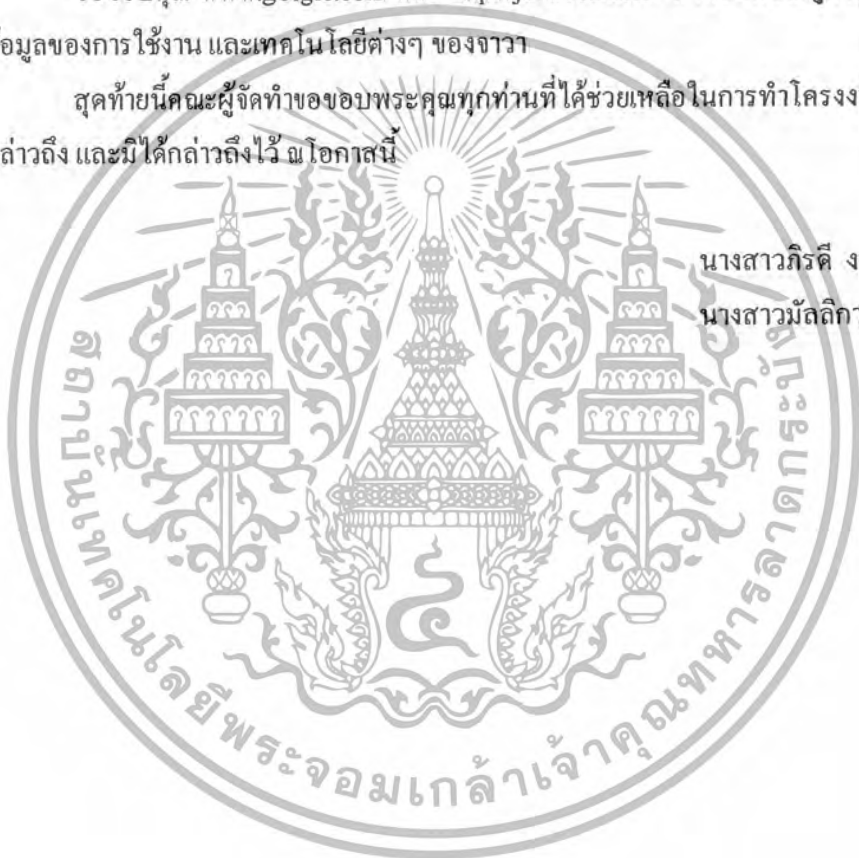 ้อมูลของการใช้งาน และเทคโนโลยีต่างๆ ของจาวา
สุดท้ายนี้คณะผู้จัดทำขอขอบพระคุณทุกท่านที่ได้ช่วยเหลือในการทำโครงง
ล่าวถึง และมิได้กล่าวถึงไว้ ณ โอกาสนี้
นางสาวภิรดี ง
นางสาวมัลลิกา
สถาบันเทคโนโลยีพระจอมเกล้าเจ้าคุณทหารลาดกระบัง